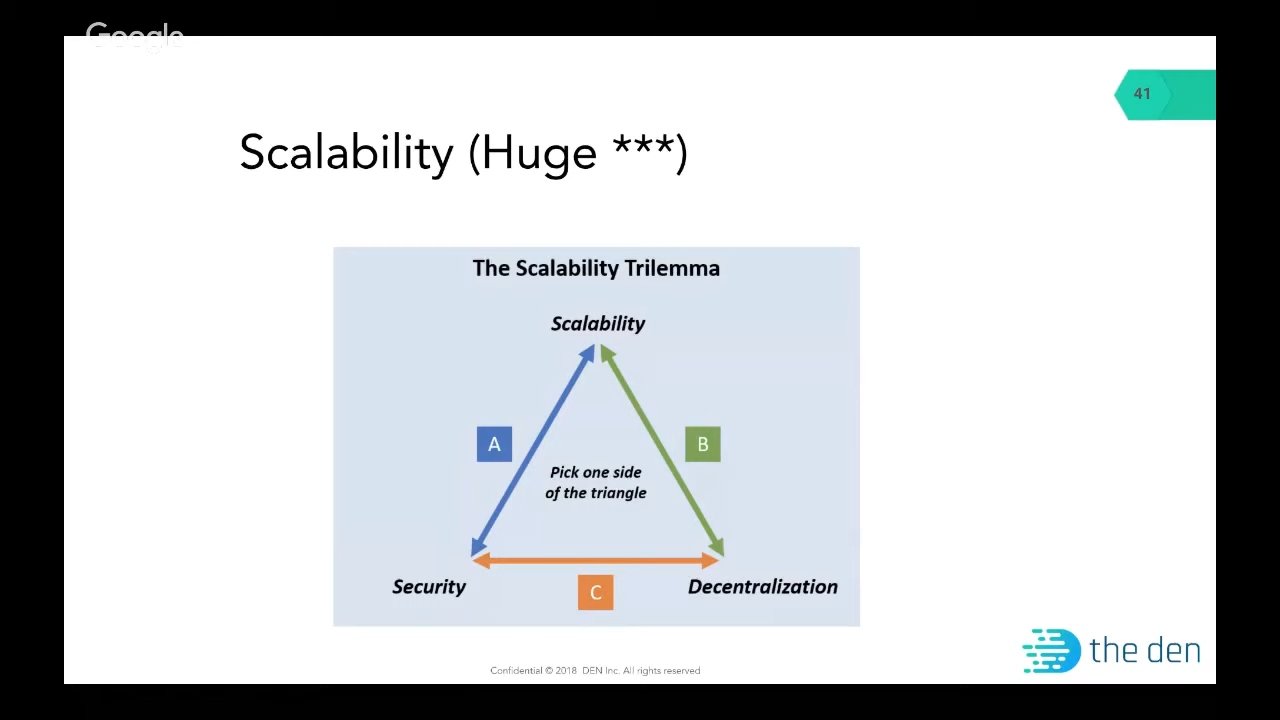 Google
41
Scalability (Huge ***)
The Scalability Trilemma
Scalability
A
B
Pick one side
of the triangle
Security
C
Decentralization
the den
Confidential © 2018 DEN Inc. All rights reserved